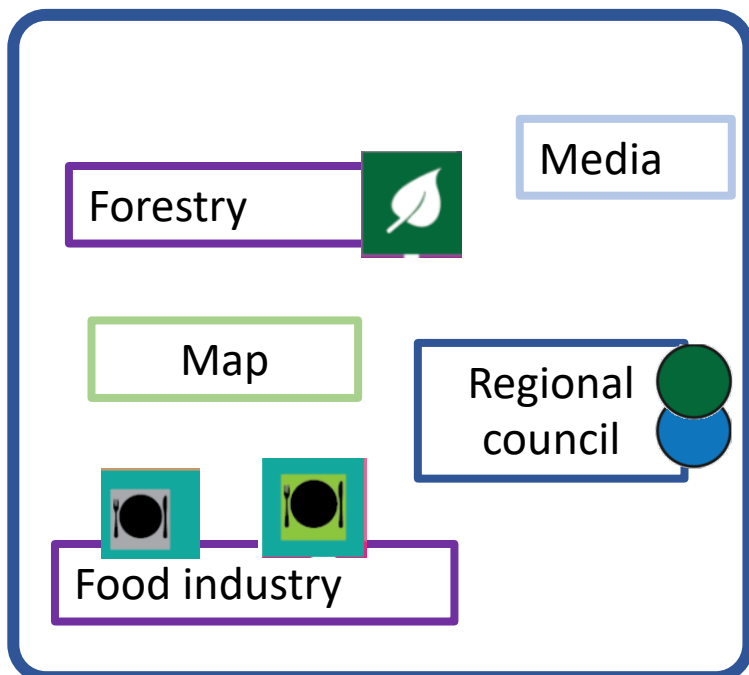 Media
Forestry
Map
Regional
council
Food industry